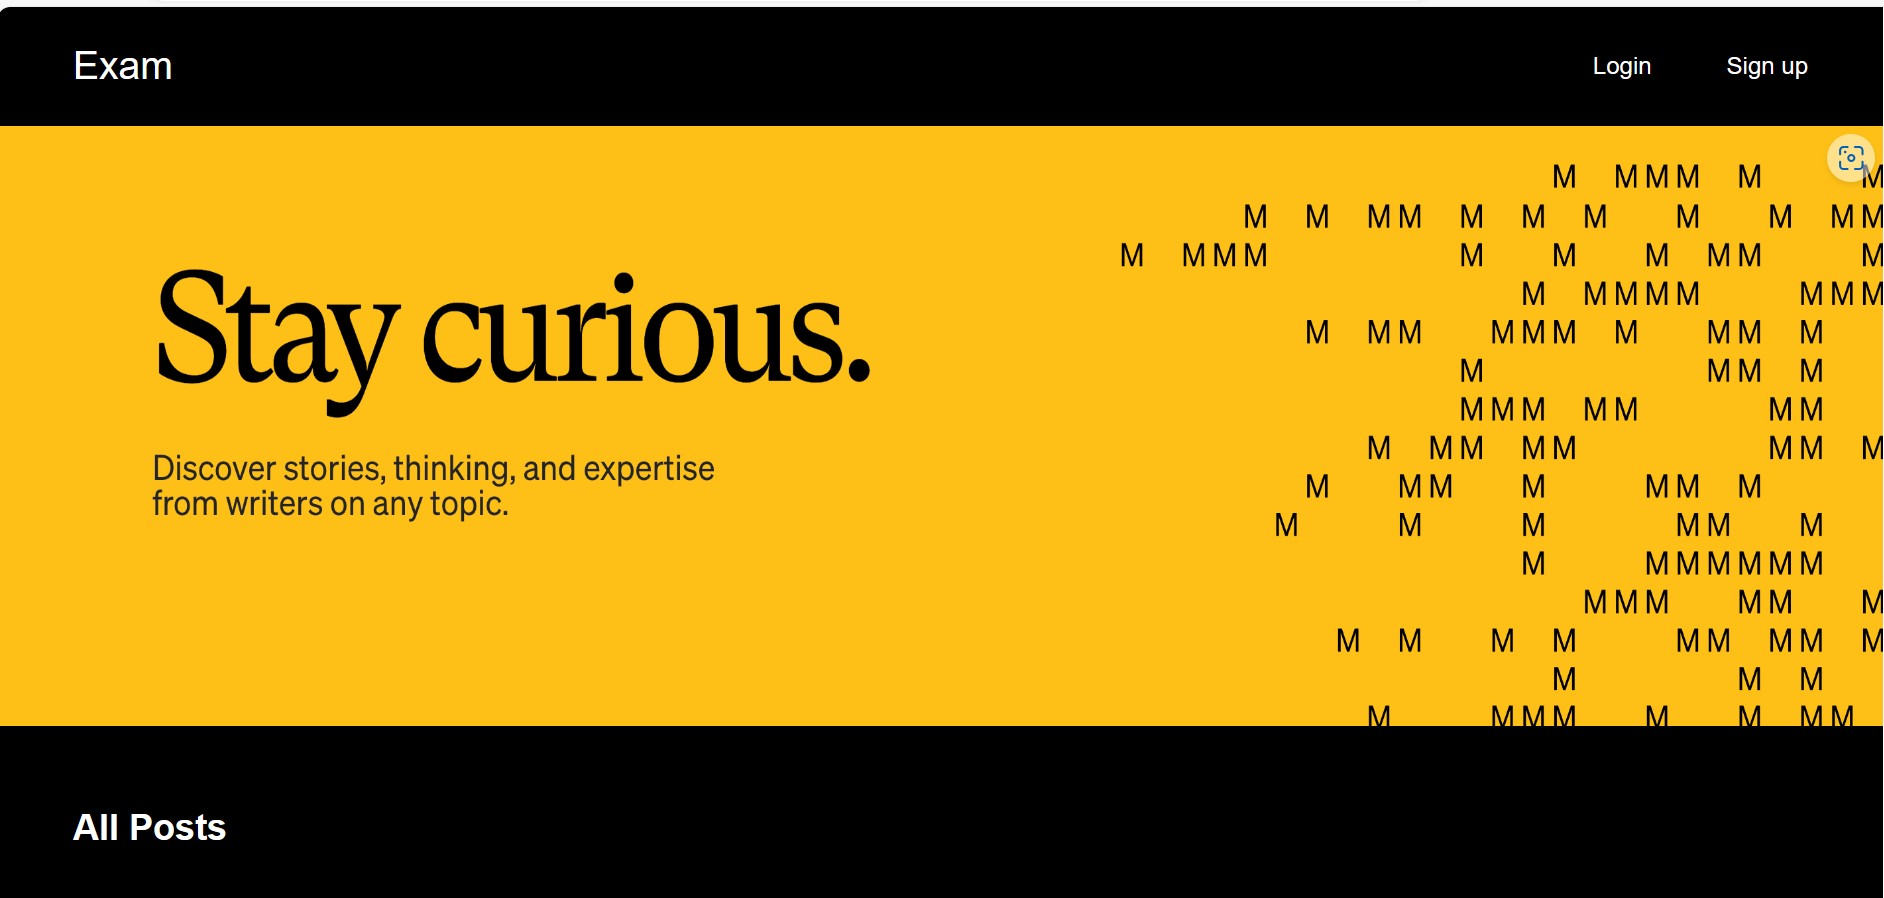 Exam
Login Sign up
M MMM M M
M M MM M M M M M MM
M MMM M M M MM M
M MMMM MMM
M MM MMM M MM M
M MM M
MMM MM MM
M MM MM MM M
M MM M MM M
M M M MM M
M MMMMMM
MMM MM M
M M M M MM MM M
M M M
M MMM M M MM
Stay curious.
Discover stories, thinking, and expertise
from writers on any topic.
All Posts